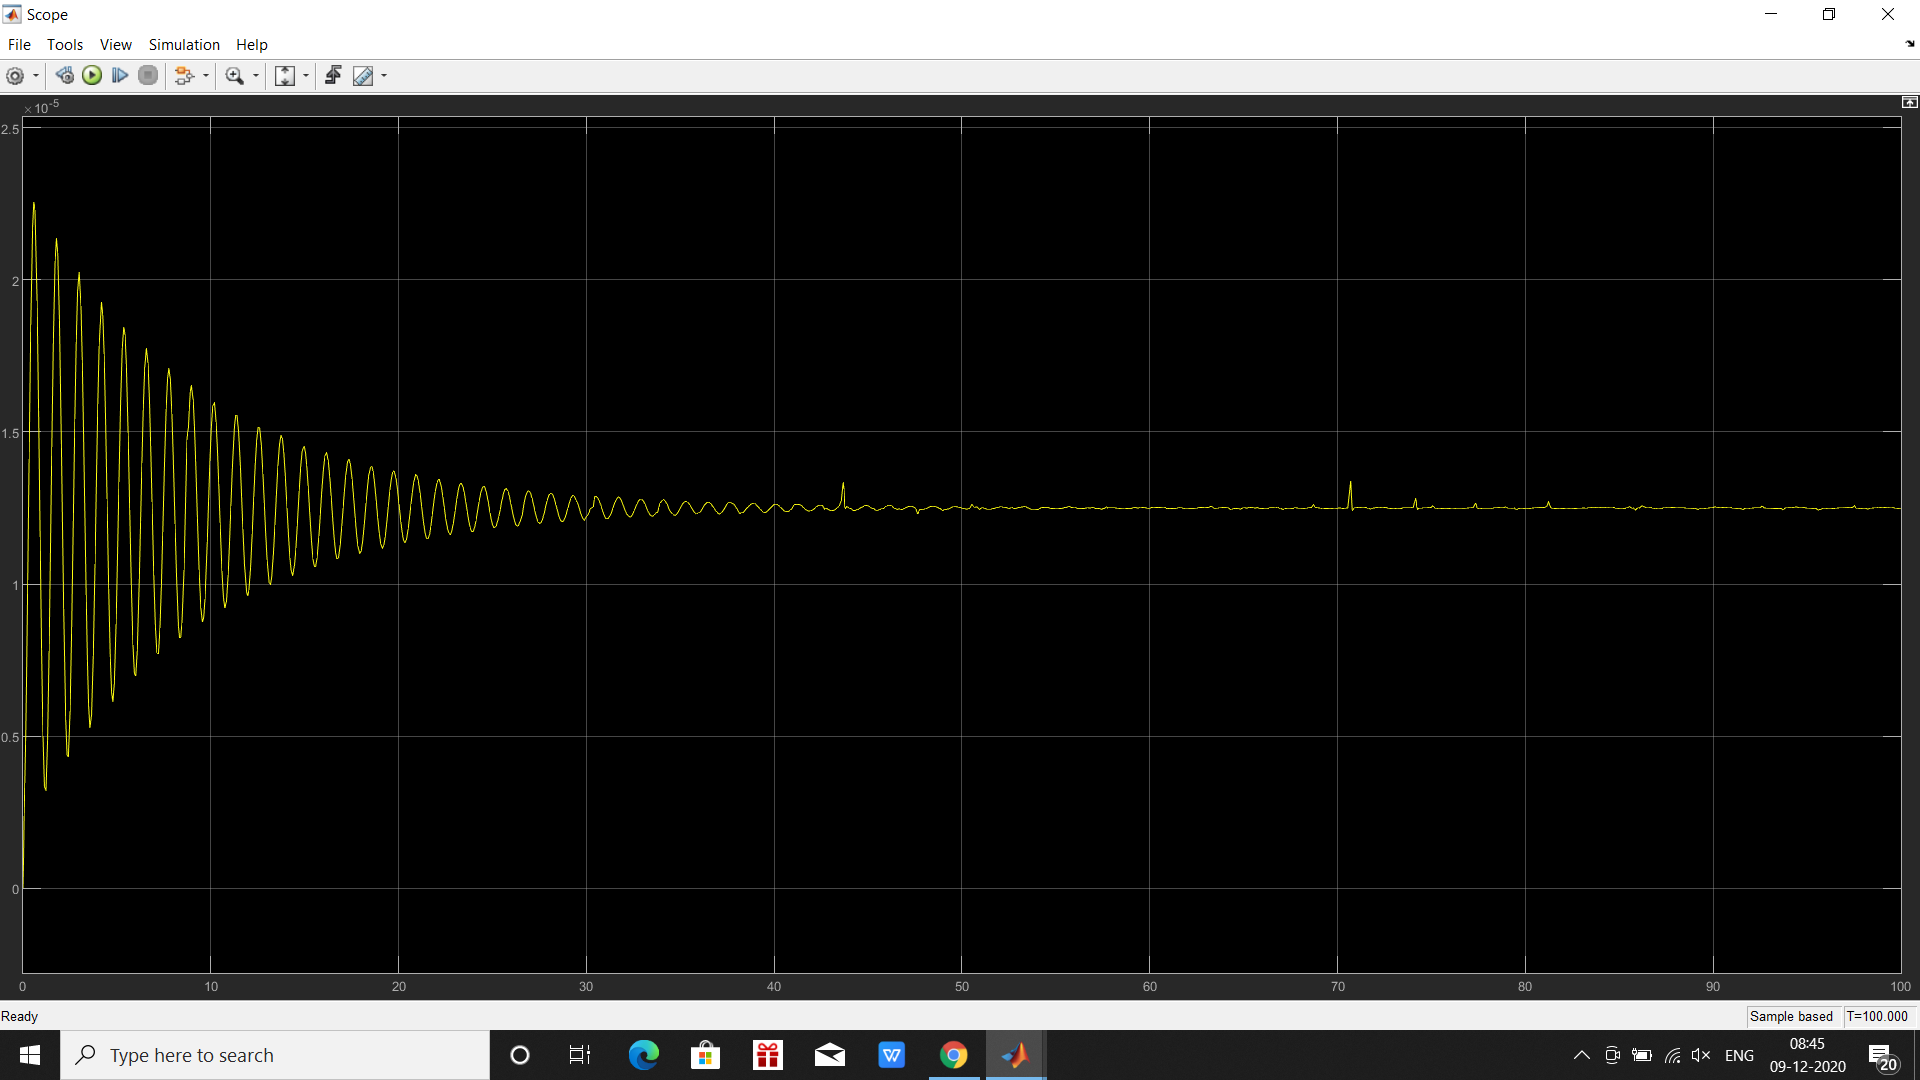 Scope
File Tools View Simulation Help
×10-5
2.5
2
1.5
1
0.5
0
0 10 20 30 40 50 60 70 80 90 100
Ready
Sample based T=100.000
Type here to search
W
ENG
08:45
09-12-2020
20